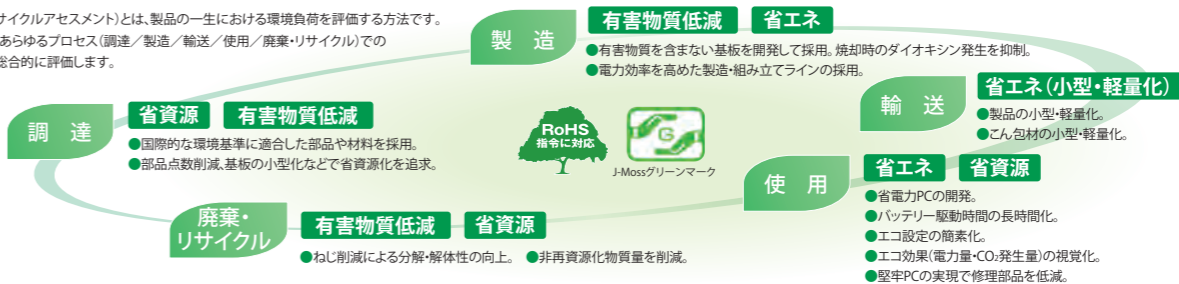 サイクルアセスメント)とは、製品の一生における環境負荷を評価する方法です。
あらゆるプロセス(調達／製造／輸送／使用／廃棄・リサイクル)での
総合的に評価します。
製 造
有害物質低減 省エネ
●有害物質を含まない基板を開発して採用。焼却時のダイオキシン発生を抑制。
●電力効率を高めた製造・組み立てラインの採用。
輸 送
省エネ(小型・軽量化)
●製品の小型・軽量化。
●こん包材の小型・軽量化。
調 達
省資源 有害物質低減
●国際的な環境基準に適合した部品や材料を採用。
●部品点数削減、基板の小型化などで省資源化を追求。
RoHS
指令に対応
G
J-Mossグリーンマーク
使 用
省エネ 省資源
●省電力PCの開発。
●バッテリー駆動時間の長時間化。
●エコ設定の簡素化。
●エコ効果(電力量・CO₂発生量)の視覚化。
●堅牢PCの実現で修理部品を低減。
廃棄・
リサイクル
有害物質低減 省資源
●ねじ削減による分解・解体性の向上。 ●非再資源化物質量を削減。